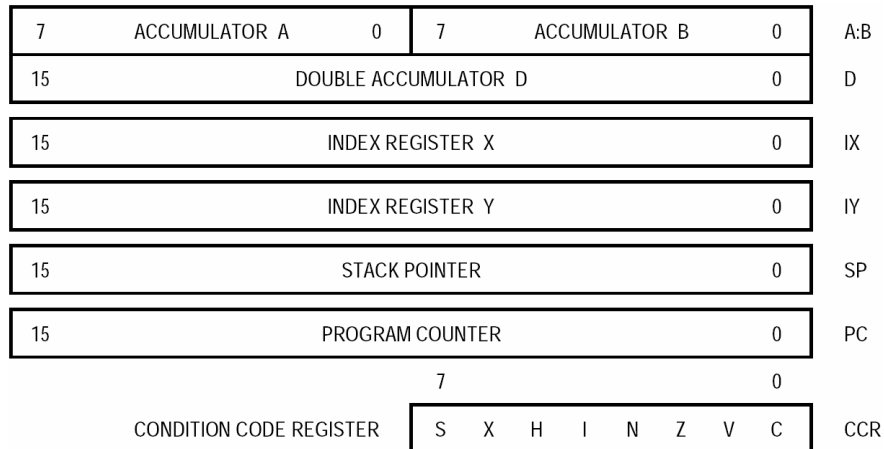 7 ACCUMULATOR A 0 7 ACCUMULATOR B 0 A:B
15 DOUBLE ACCUMULATOR D 0 D
15 INDEX REGISTER X 0 IX
15 INDEX REGISTER Y 0 IY
15 STACK POINTER 0 SP
15 PROGRAM COUNTER 0 PC
7 0
CONDITION CODE REGISTER S X H I N Z V C CCR